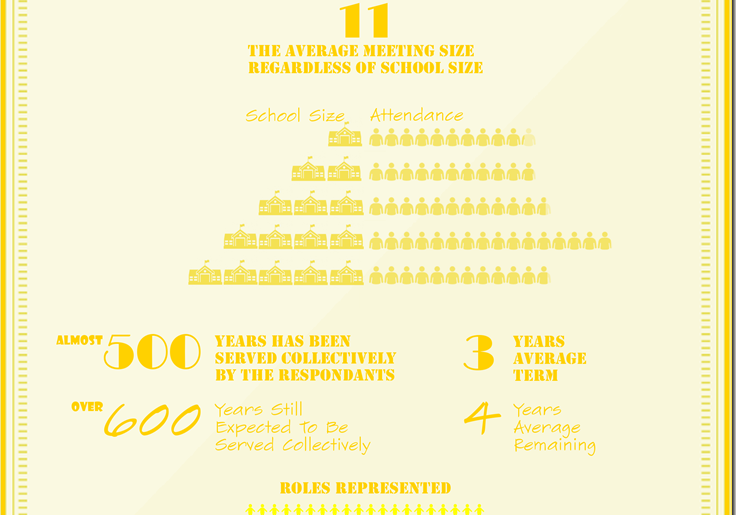 11
THE AVERAGE MEETING SIZE
REGARDLESS OF SCHOOL SIZE
School Size Attendance
ALMOST 500 YEARS HAS BEEN
SERVED COLLECTIVELY
BY THE RESPONDANTS
3 YEARS
AVERAGE
TERM
OVER 600 Years Still
Expected To Be
Served Collectively
4 Years
Average
Remaining
ROLES REPRESENTED